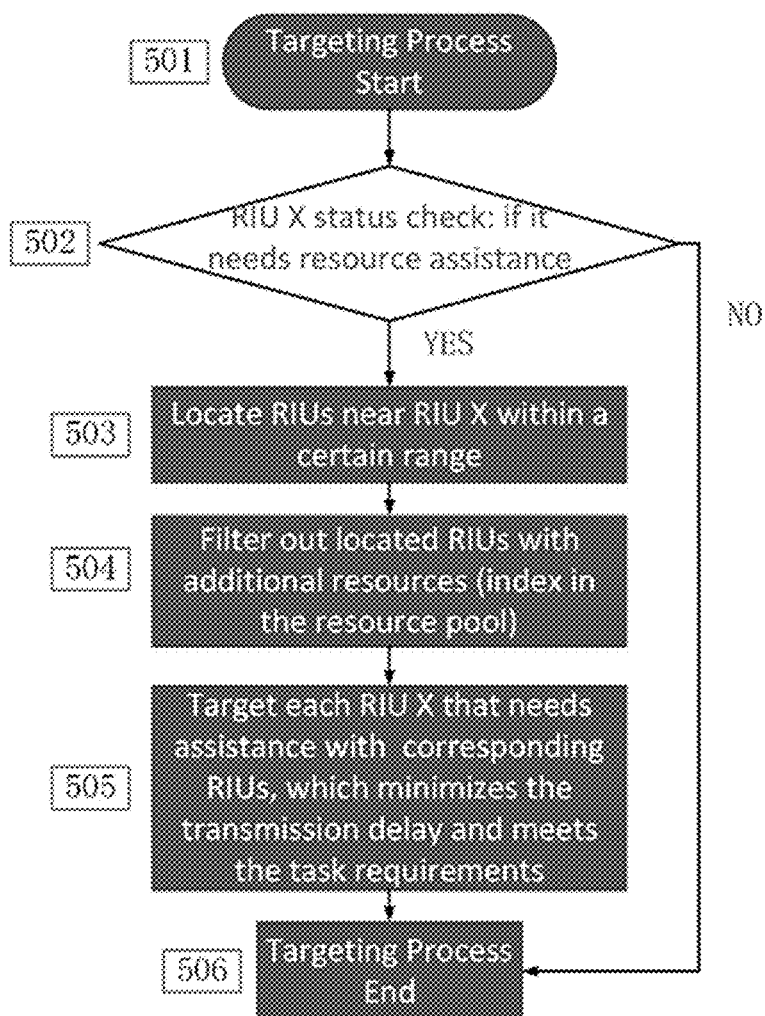 501
Targeting Process
Start
502
RIU X status check: if it
needs resource assistance
NO
YES
503
Locate RIUs near RIU X within a
certain range
504
Filter out located RIUs with
additional resources (index in
the resource pool)
505
Target each RIU X that needs
assistance with corresponding
RIUs, which minimizes the
transmission delay and meets
the task requirements
506
Targeting Process
End